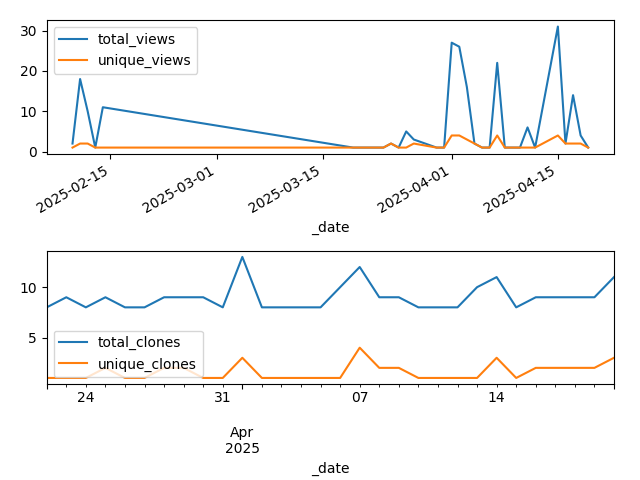 30
20
10
0
total_views
unique_views
2025-02-15
2025-03-01
2025-03-15
2025-04-01
2025-04-15
_date
10
5
total_clones
unique_clones
24
31
07
14
Apr
2025
_date